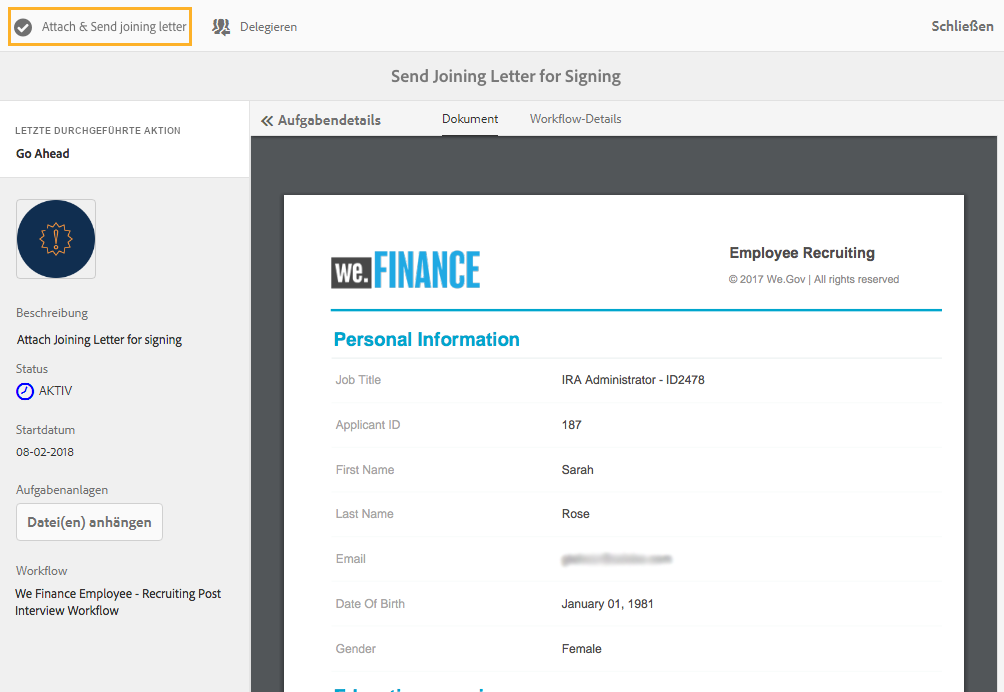 Attach & Send joining letter
Delegieren
Schließen
Send Joining Letter for Signing
LETZTE DURCHGEFÜHRTE AKTION
Go Ahead
Beschreibung
Attach Joining Letter for signing
Status
AKTIV
Startdatum
08-02-2018
Aufgabenanlagen
Datei(en) anhängen
Workflow
We Finance Employee - Recruiting Post
Interview Workflow
Aufgabendetails
Dokument
Workflow-Details
we.FINANCE
Employee Recruiting
© 2017 We.Gov | All rights reserved
Personal Information
Job Title IRA Administrator - ID2478
Applicant ID 187
First Name Sarah
Last Name Rose
Email
Date Of Birth January 01, 1981
Gender Female